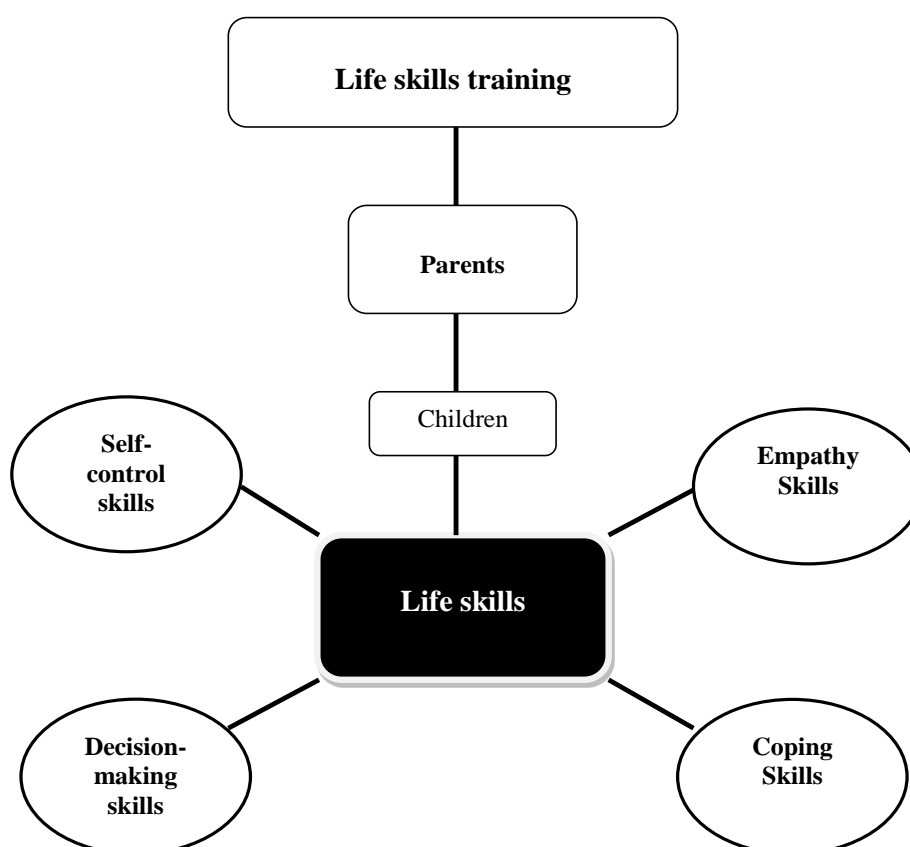 Life skills training
Parents
Children
Self-
control
skills
Empathy
Skills
Life skills
Decision-
making
skills
Coping
Skills